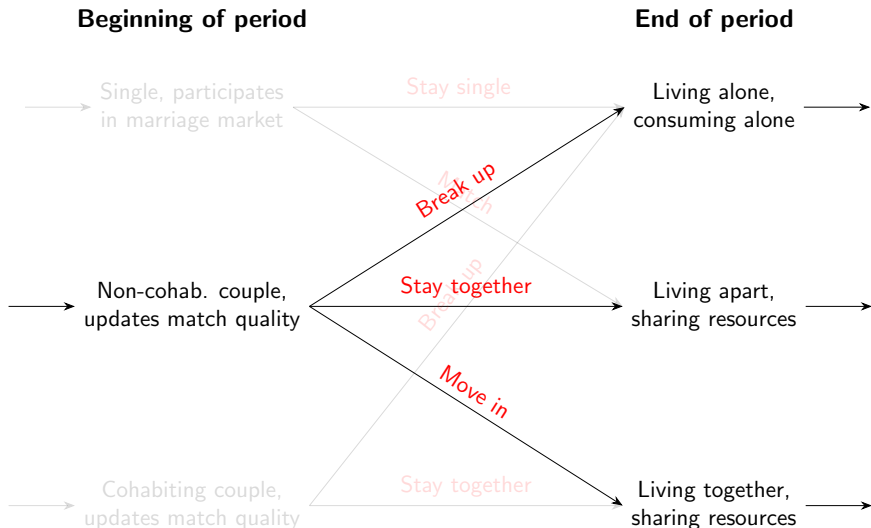 Beginning of period
End of period
Single, participates
in marriage market
Stay single
Living alone,
consuming alone
Break up
Match
Non-cohab. couple,
updates match quality
Stay together
Break up
Living apart,
sharing resources
Move in
Cohabiting couple,
updates match quality
Stay together
Living together,
sharing resources